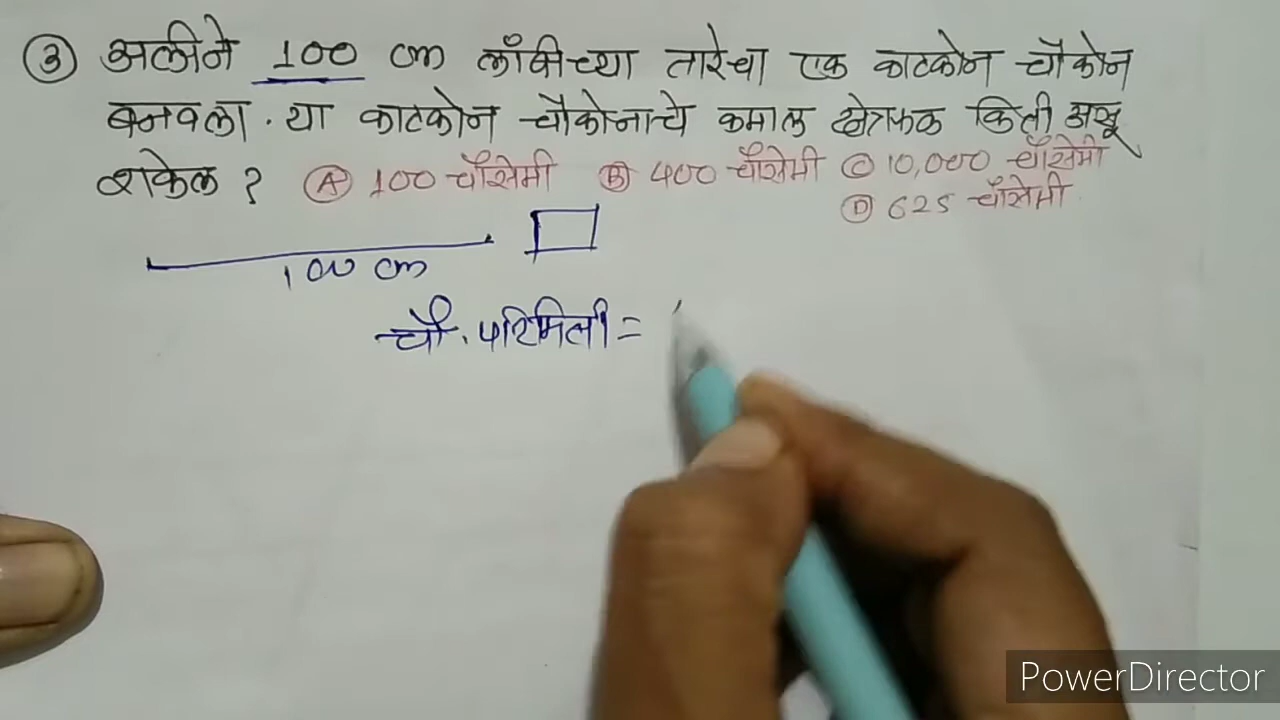 ③ अलीने 100 cm लाँबीच्या तारेचा एक काटकोन चौकोन
बनवला. या काटकोन चौकोनाचे कमाल क्षेत्रफळ किती असू
शकेल? Ⓐ 100 चौसेमी Ⓑ 400 चौसेमी Ⓒ 10,000 चौसेमी
Ⓓ 625 चौसेमी
100 cm
चौ. परिमिती =
PowerDirector